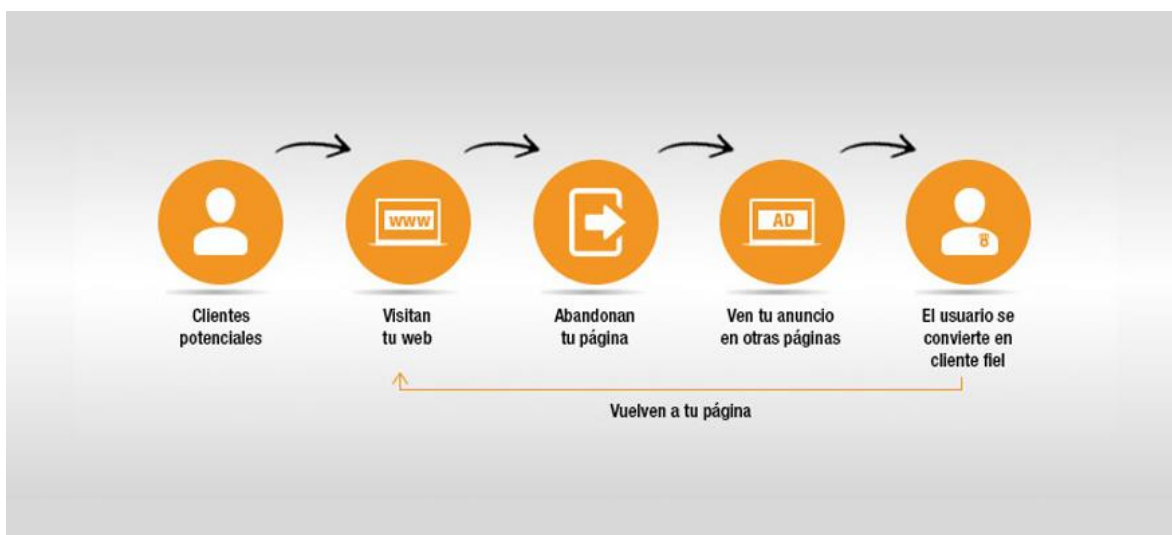 www
AD
Clientes
potenciales
Visitan
tu web
Abandonan
tu página
Ven tu anuncio
en otras páginas
El usuario se
convierte en
cliente fiel
Vuelven a tu página